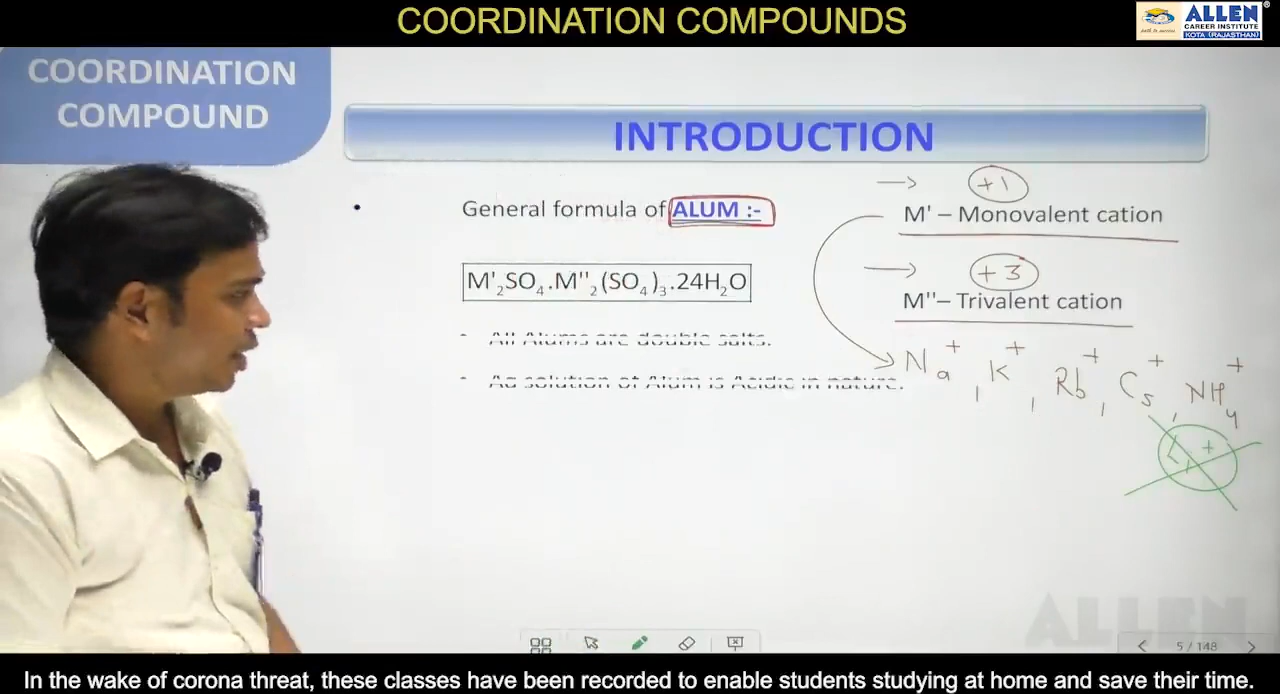 COORDINATION COMPOUNDS
ALLEN
CAREER INSTITUTE
KOTA (RAJASTHAN)
COORDINATION
COMPOUND
INTRODUCTION
• General formula of ALUM :-
M'₂SO₄.M''₂(SO₄)₃.24H₂O
- All Alums are double salts.
- Aq solution of Alum is Acidic in nature.
→ +1
M' – Monovalent cation
→ +3
M''– Trivalent cation
Na⁺, K⁺, Rb⁺, Cs⁺, NH₄⁺
Li⁺
ALLEN
5 / 148
In the wake of corona threat, these classes have been recorded to enable students studying at home and save their time.